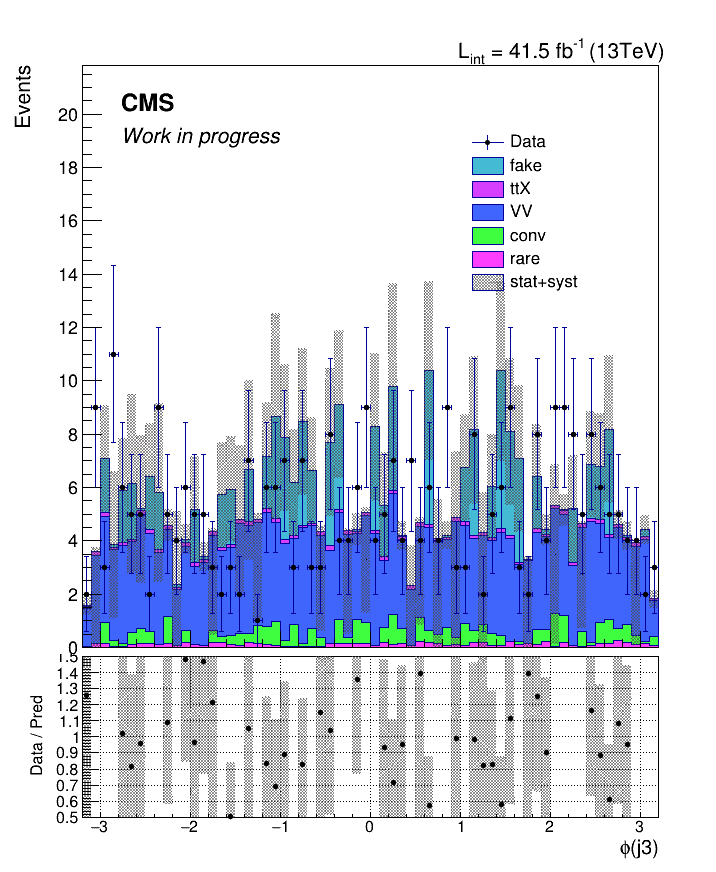 L_int = 41.5 fb^-1 (13TeV)
Events
CMS
Work in progress
Data
fake
ttX
VV
conv
rare
stat+syst
20
18
16
14
12
10
8
6
4
2
0
Data / Pred
1.5
1.4
1.3
1.2
1.1
1
0.9
0.8
0.7
0.6
0.5
−3 −2 −1 0 1 2 3
ϕ(j3)